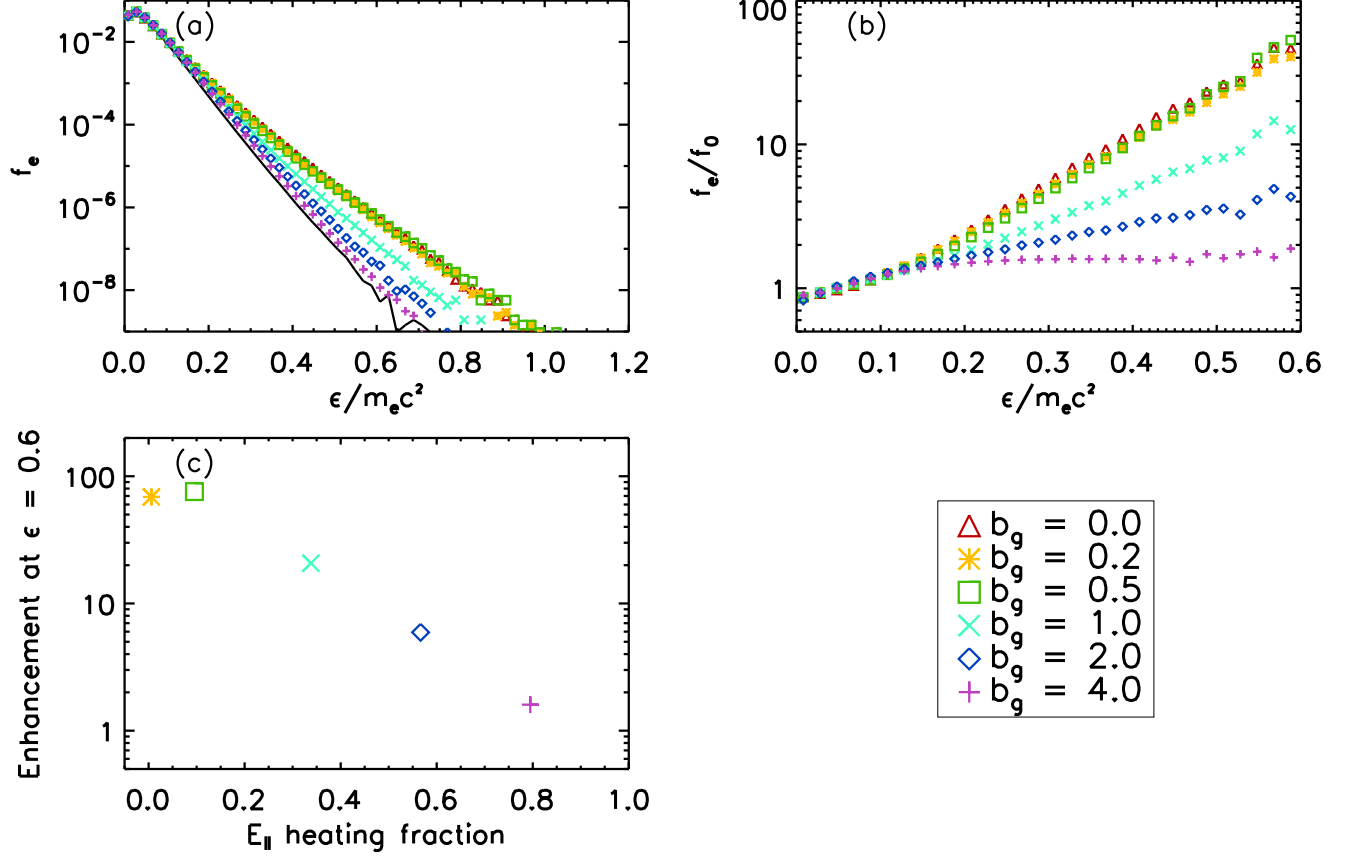 (a)
f_e
10^-2
10^-4
10^-6
10^-8
0.0 0.2 0.4 0.6 0.8 1.0 1.2
ϵ/m_ec²
(b)
f_e/f_0
100
10
1
0.0 0.1 0.2 0.3 0.4 0.5 0.6
ϵ/m_ec²
(c)
Enhancement at ϵ = 0.6
100
10
1
0.0 0.2 0.4 0.6 0.8 1.0
E_∥ heating fraction
b_g = 0.0
b_g = 0.2
b_g = 0.5
b_g = 1.0
b_g = 2.0
b_g = 4.0